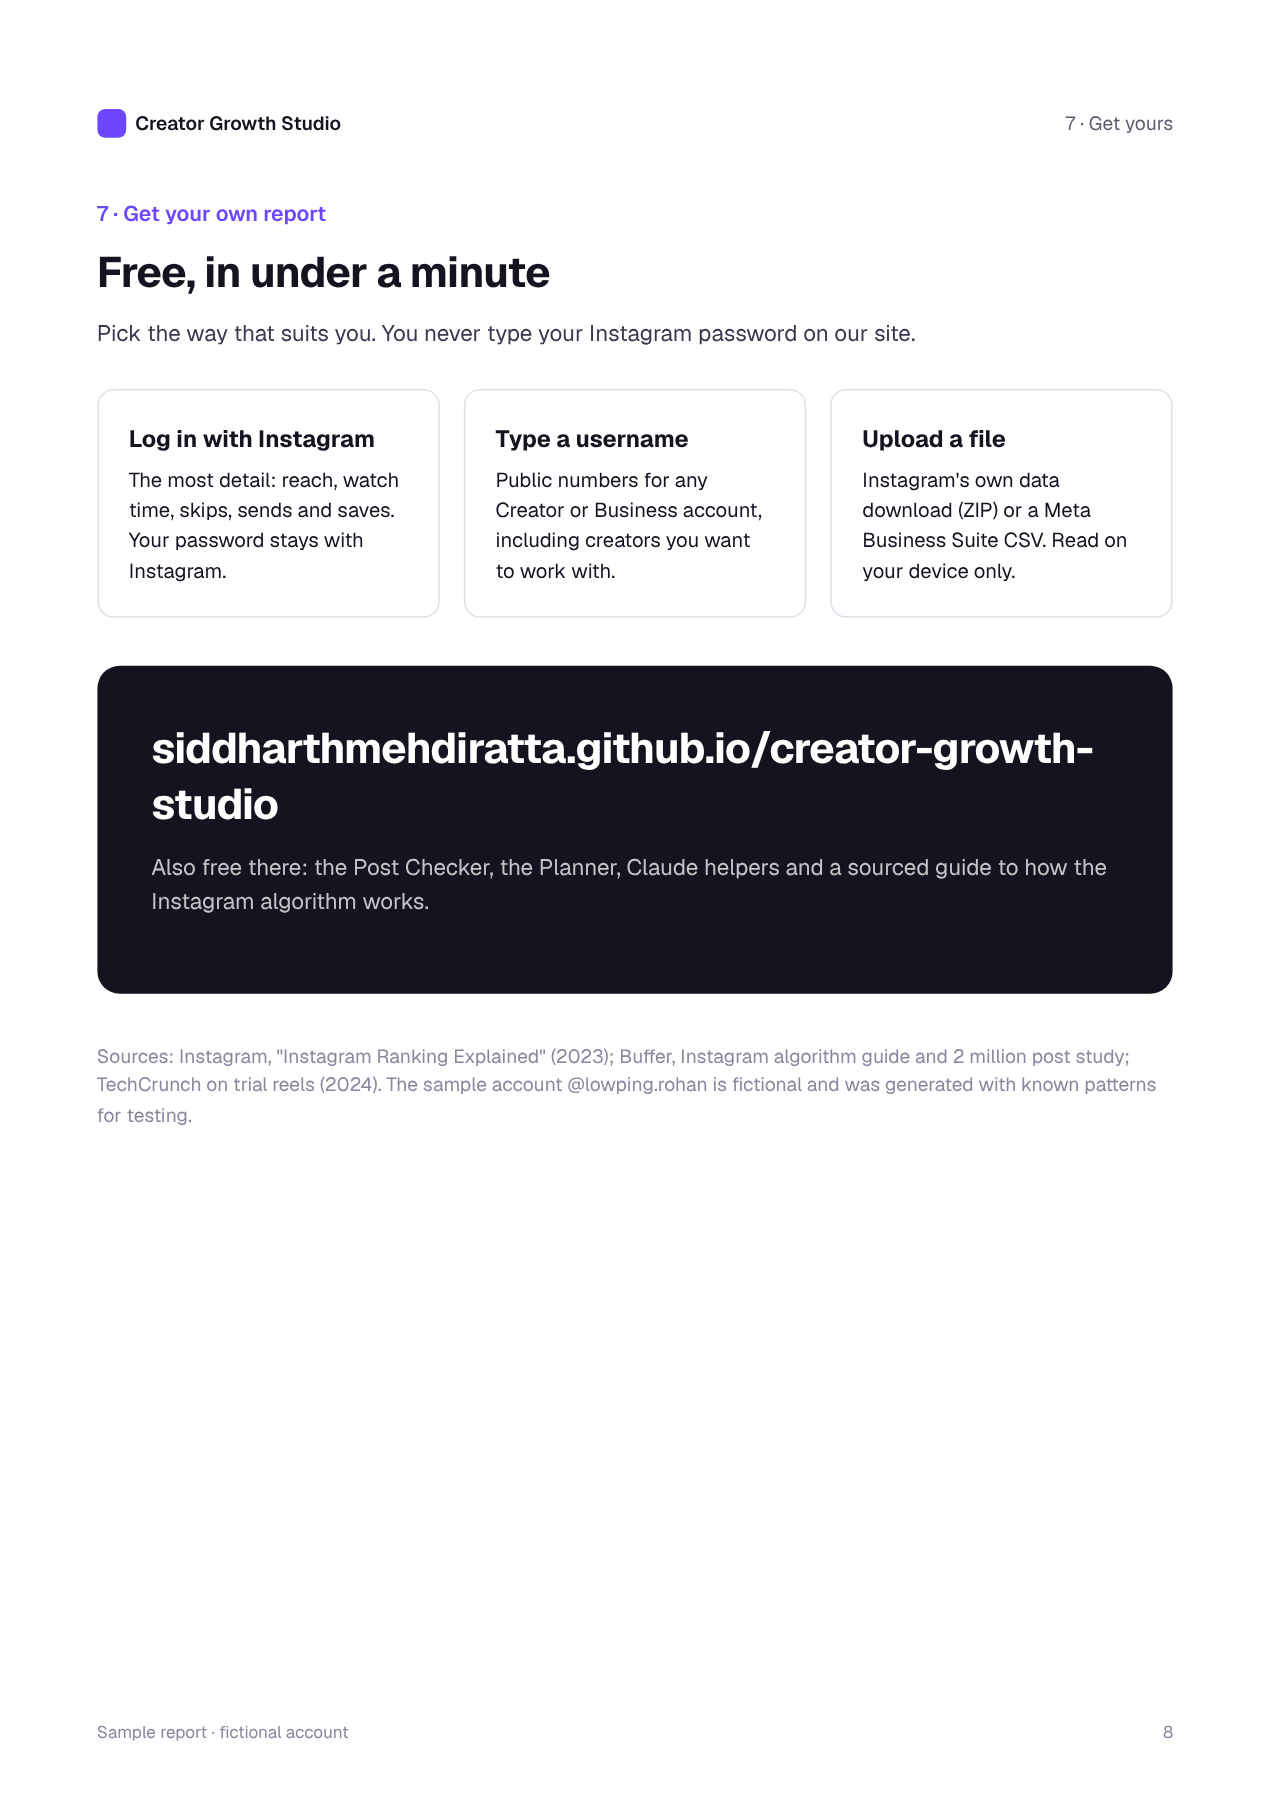 Creator Growth Studio
7 · Get yours
7 · Get your own report
Free, in under a minute
Pick the way that suits you. You never type your Instagram password on our site.
Log in with Instagram
The most detail: reach, watch
time, skips, sends and saves.
Your password stays with
Instagram.
Type a username
Public numbers for any
Creator or Business account,
including creators you want
to work with.
Upload a file
Instagram's own data
download (ZIP) or a Meta
Business Suite CSV. Read on
your device only.
siddharthmehdiratta.github.io/creator-growth-
studio
Also free there: the Post Checker, the Planner, Claude helpers and a sourced guide to how the
Instagram algorithm works.
Sources: Instagram, "Instagram Ranking Explained" (2023); Buffer, Instagram algorithm guide and 2 million post study;
TechCrunch on trial reels (2024). The sample account @lowping.rohan is fictional and was generated with known patterns
for testing.
Sample report · fictional account
8